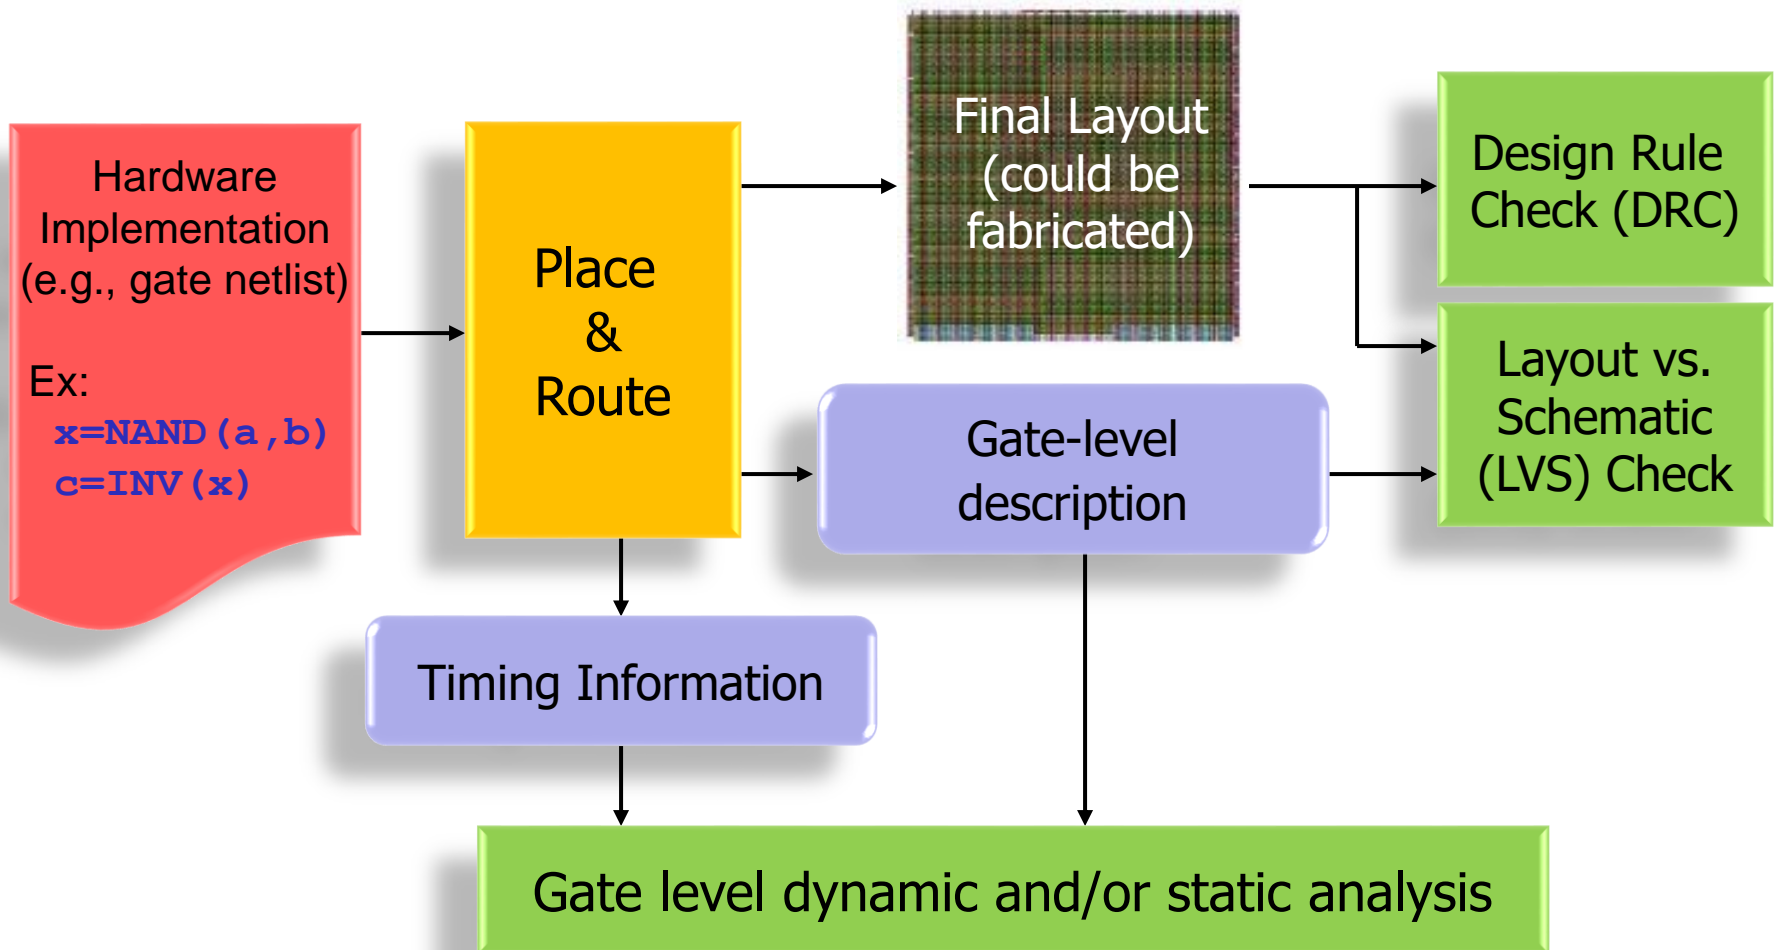 Hardware
Implementation
(e.g., gate netlist)
Ex:
x=NAND(a,b)
c=INV(x)
Place
&
Route
Final Layout
(could be
fabricated)
Design Rule
Check (DRC)
Layout vs.
Schematic
(LVS) Check
Gate-level
description
Timing Information
Gate level dynamic and/or static analysis